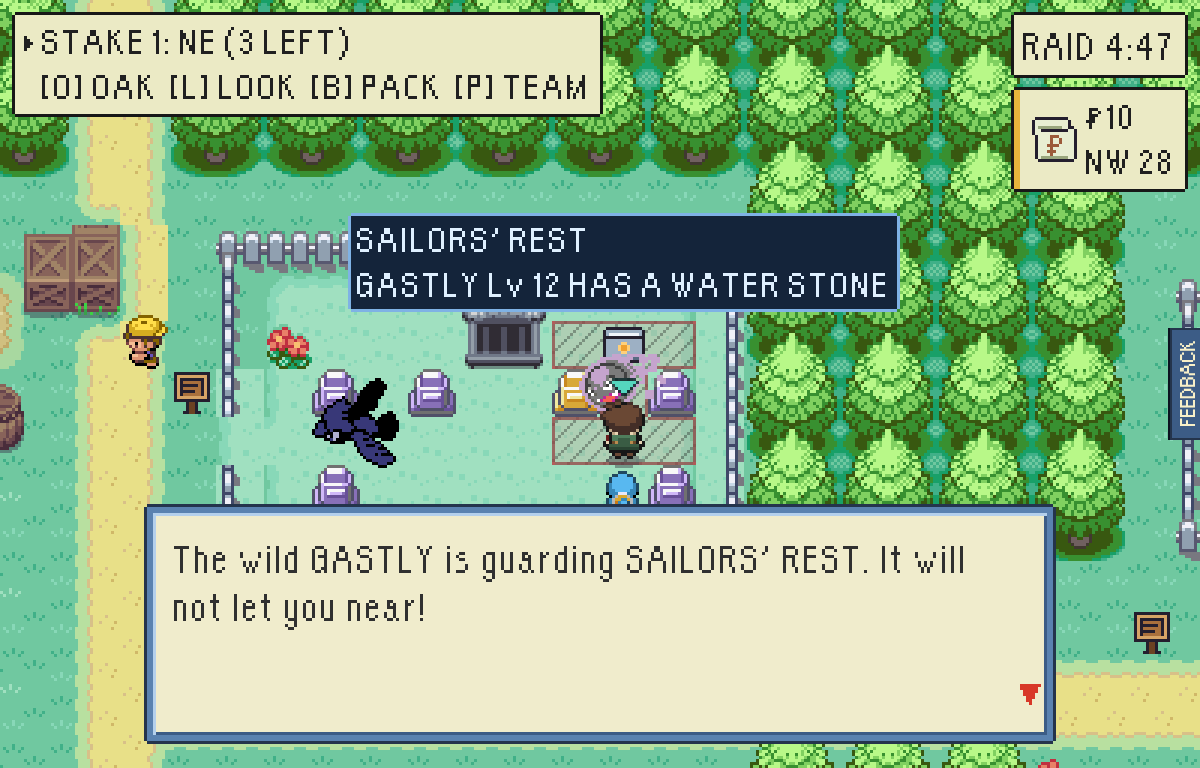 ▸STAKE 1: NE (3 LEFT)
[O] OAK [L] LOOK [B] PACK [P] TEAM
RAID 4:47
₽10
NW 28
SAILORS' REST
GASTLY Lv 12 HAS A WATER STONE
FEEDBACK
The wild GASTLY is guarding SAILORS' REST. It will
not let you near!